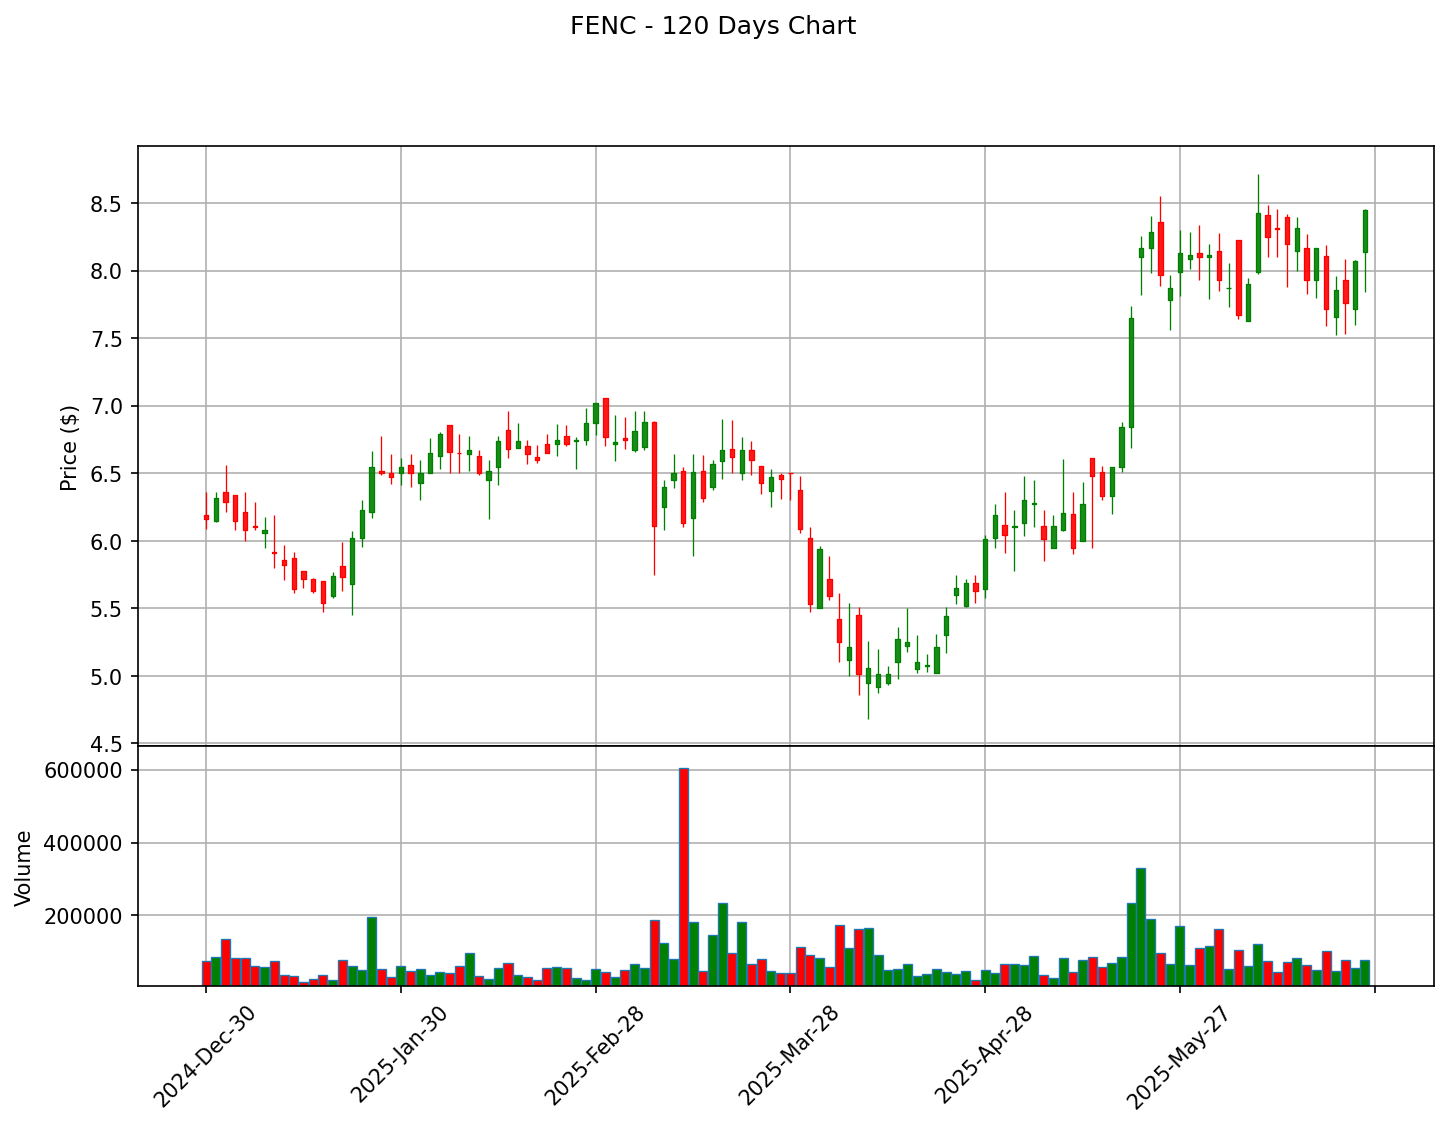 FENC - 120 Days Chart
Price ($)
8.5
8.0
7.5
7.0
6.5
6.0
5.5
5.0
4.5
Volume
600000
400000
200000
2024-Dec-30
2025-Jan-30
2025-Feb-28
2025-Mar-28
2025-Apr-28
2025-May-27